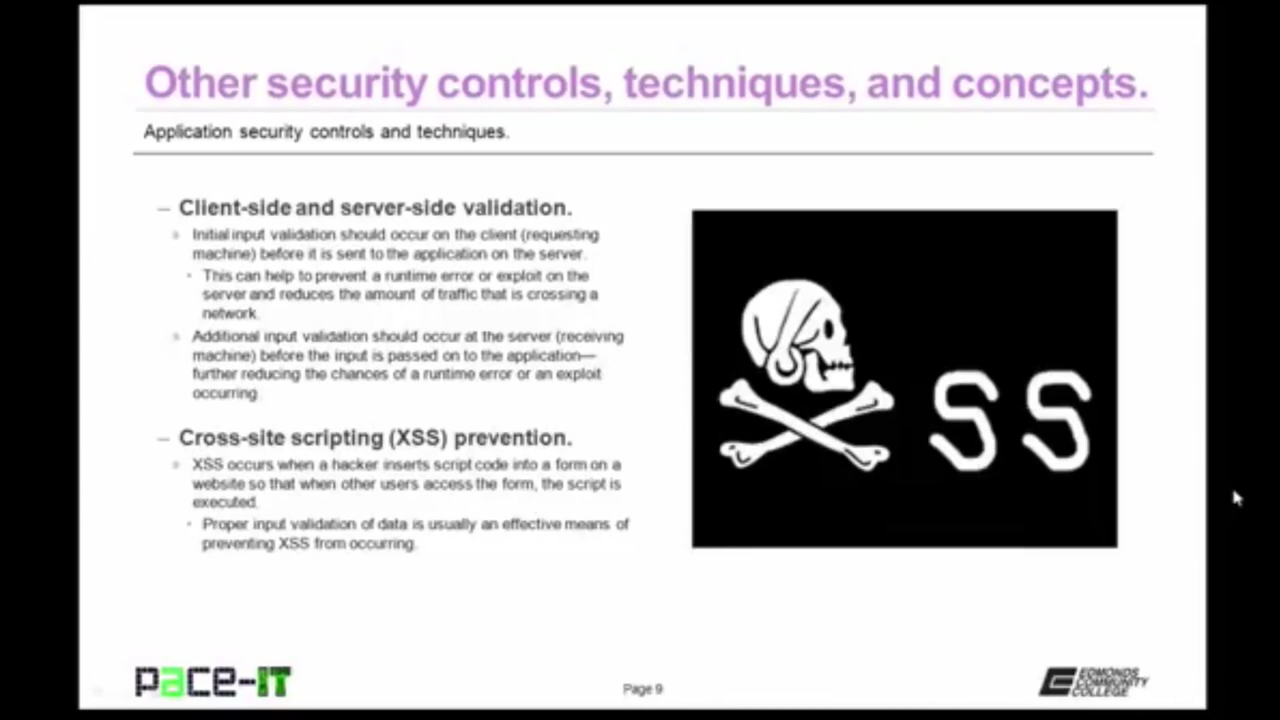 Other security controls, techniques, and concepts.
Application security controls and techniques.
– Client-side and server-side validation.
» Initial input validation should occur on the client (requesting
machine) before it is sent to the application on the server.
• This can help to prevent a runtime error or exploit on the
server and reduces the amount of traffic that is crossing a
network.
» Additional input validation should occur at the server (receiving
machine) before the input is passed on to the application—
further reducing the chances of a runtime error or an exploit
occurring.
– Cross-site scripting (XSS) prevention.
» XSS occurs when a hacker inserts script code into a form on a
website so that when other users access the form, the script is
executed.
• Proper input validation of data is usually an effective means of
preventing XSS from occurring.
SS
pace-IT
Page 9
EDMONDS
COMMUNITY
COLLEGE